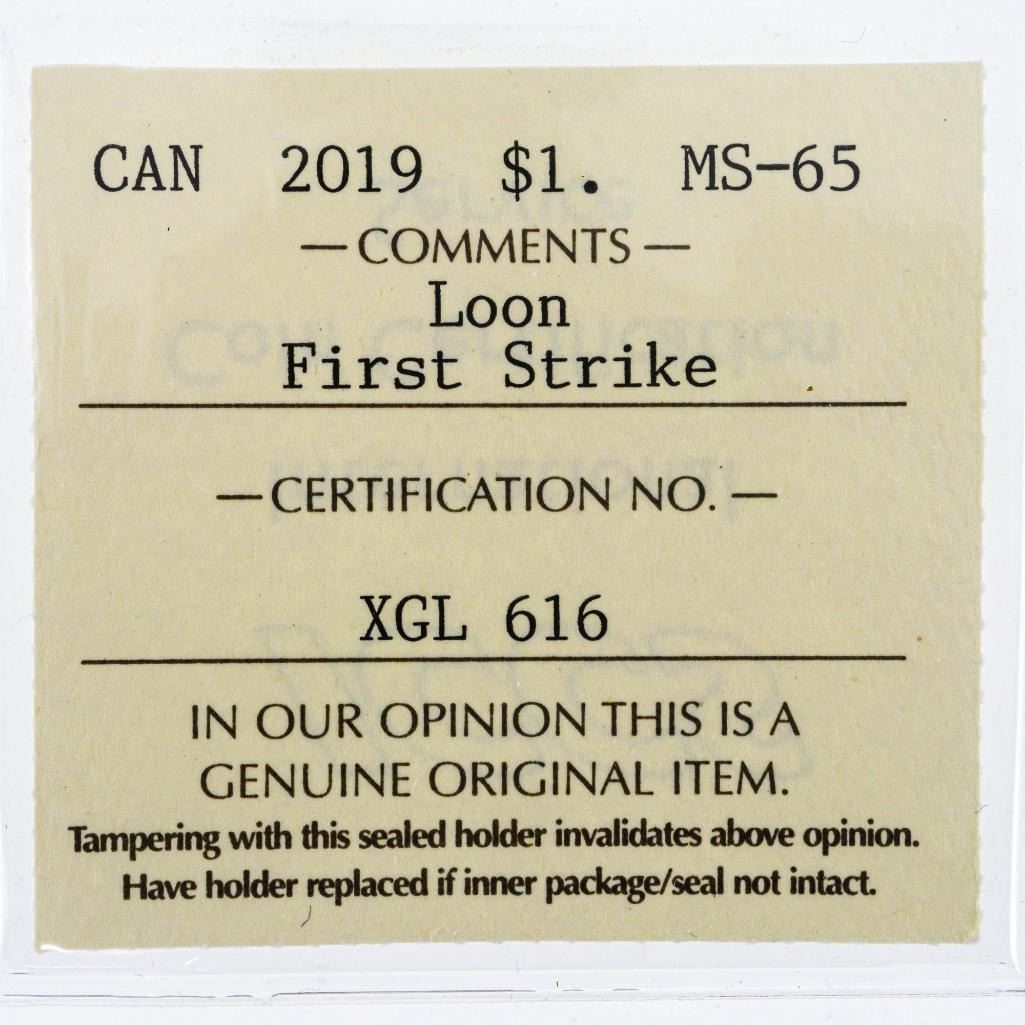 CAN 2019 $1. MS-65
— COMMENTS —
Loon
First Strike
— CERTIFICATION NO. —
XGL 616
IN OUR OPINION THIS IS A
GENUINE ORIGINAL ITEM.
Tampering with this sealed holder invalidates above opinion.
Have holder replaced if inner package/seal not intact.